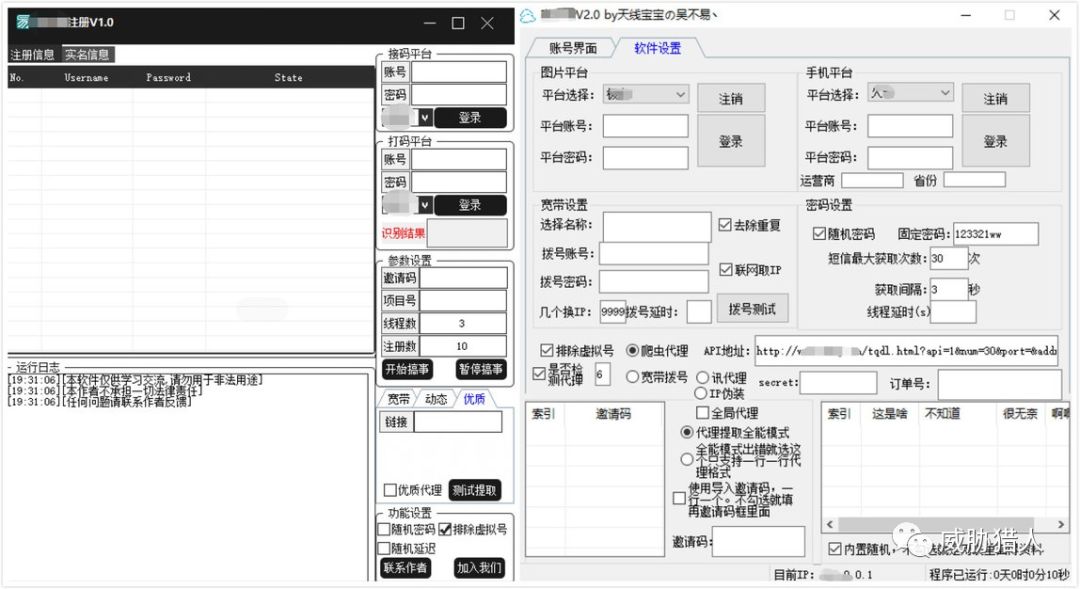 注册V1.0
注册信息 实名信息
No. Username Password State
接码平台
账号
密码
登录
打码平台
账号
密码
登录
识别结果
参数设置
邀请码
项目号
线程数 3
注册数 10
开始搞事 暂停搞事
宽带 动态 优质
链接
优质代理 测试提取
功能设置
随机密码 排除虚拟号
随机延迟
联系作者 加入我们
运行日志
[19:31:06][本软件仅供学习交流,请勿用于非法用途]
[19:31:06][本作者不承担一切法律责任]
[19:31:06][任何问题请联系作者反馈]
V2.0 by天线宝宝の吴不易丶
账号界面 软件设置
图片平台
平台选择: 注销
平台账号: 登录
平台密码:
手机平台
平台选择: 注销
平台账号: 登录
平台密码:
运营商 省份
宽带设置
选择名称: 去除重复
拨号账号:
拨号密码: 联网取IP
几个换IP: 9999 拨号延时: 拨号测试
密码设置
随机密码 固定密码: 123321ww
短信最大获取次数: 30 次
获取间隔: 3 秒
线程延时(s)
排除虚拟号 爬虫代理 API地址: http://w /tqdl.html?api=1&num=30&port=&add
是否检测代理 6 宽带拨号 讯代理 secret: 订单号:
IP伪装
索引 邀请码
全局代理
代理提取全能模式
全能模式出错就选这
个只支持一行一行代
理格式
使用导入邀请码,一
行一个。不勾选就填
再邀请码框里面
邀请码:
索引 这是啥 不知道 很无奈 啊
威胁猎人
内置随机,
目前IP: 0.0.1 程序已运行:0天0时0分10秒